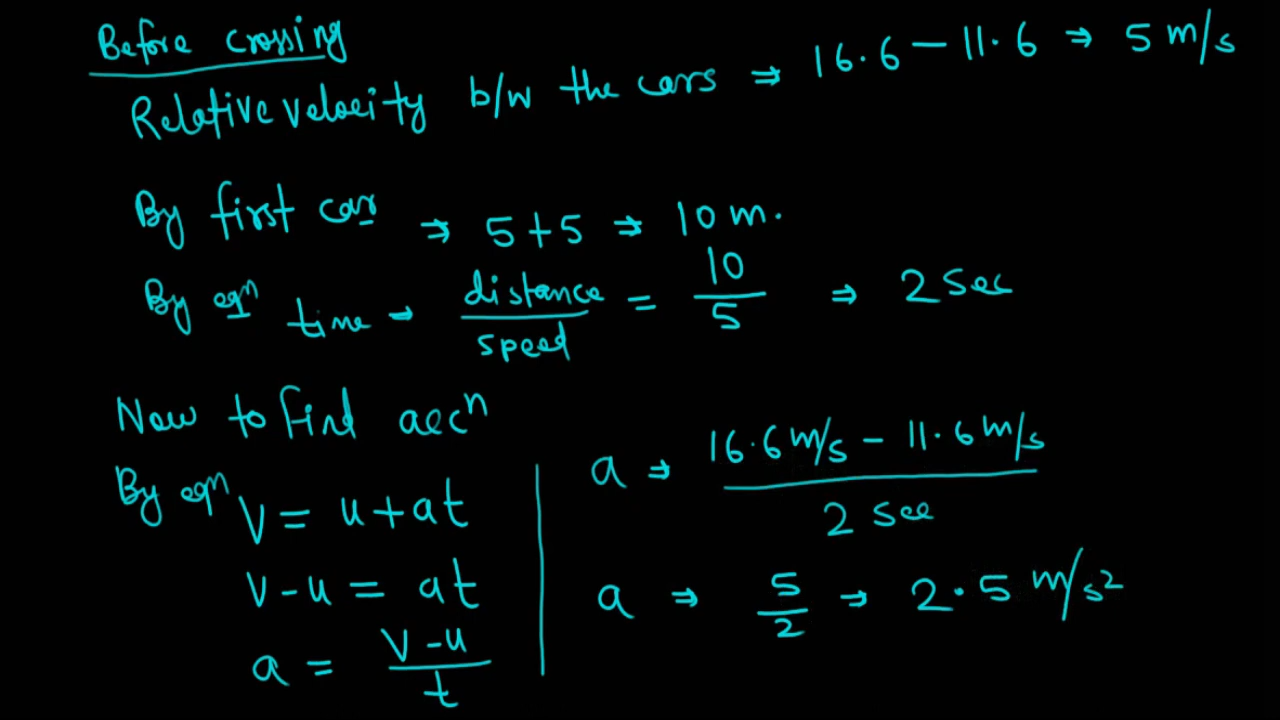 Before crossing
Relative velocity b/w the cars ⇒ 16.6 – 11.6 ⇒ 5 m/s
By first car ⇒ 5+5 ⇒ 10 m.
By eqⁿ time → distance/speed = 10/5 ⇒ 2 sec
Now to find accⁿ
By eqⁿ V = u + at
V - u = at
a = V - u / t
a ⇒ 16.6 m/s – 11.6 m/s / 2 sec
a ⇒ 5/2 ⇒ 2.5 m/s²